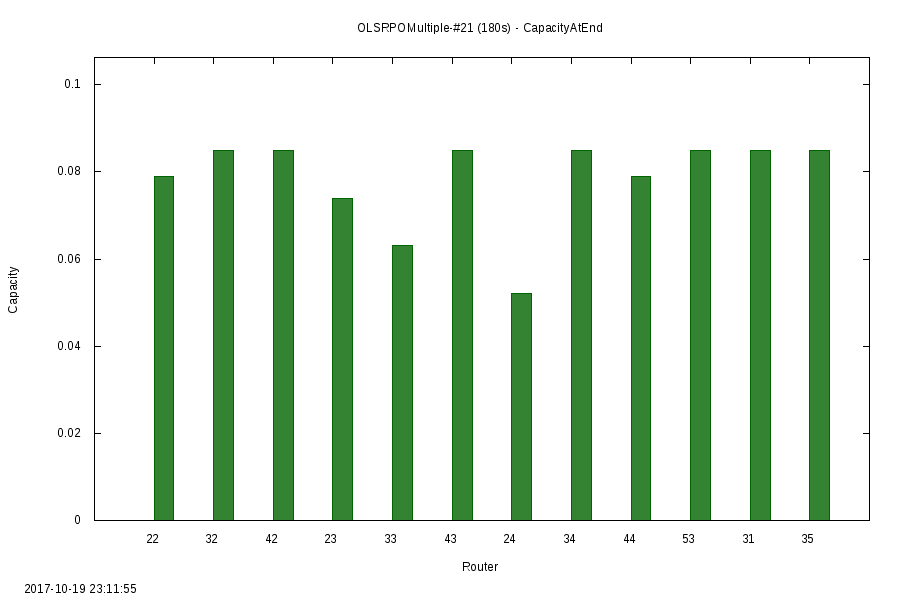 OLSRPOMultiple-#21 (180s) - CapacityAtEnd
0.1
0.08
0.06
0.04
0.02
0
Capacity
22 32 42 23 33 43 24 34 44 53 31 35
Router
2017-10-19 23:11:55